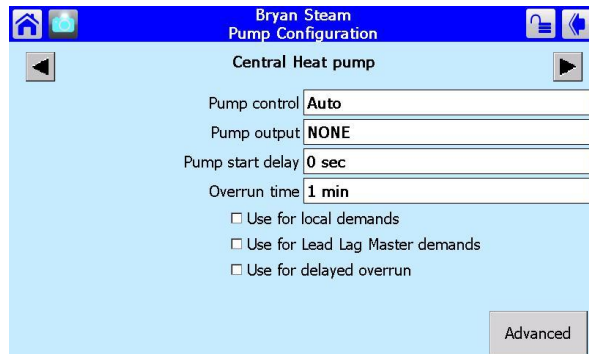 Bryan Steam
Pump Configuration
Central Heat pump
Pump control Auto
Pump output NONE
Pump start delay 0 sec
Overrun time 1 min
Use for local demands
Use for Lead Lag Master demands
Use for delayed overrun
Advanced